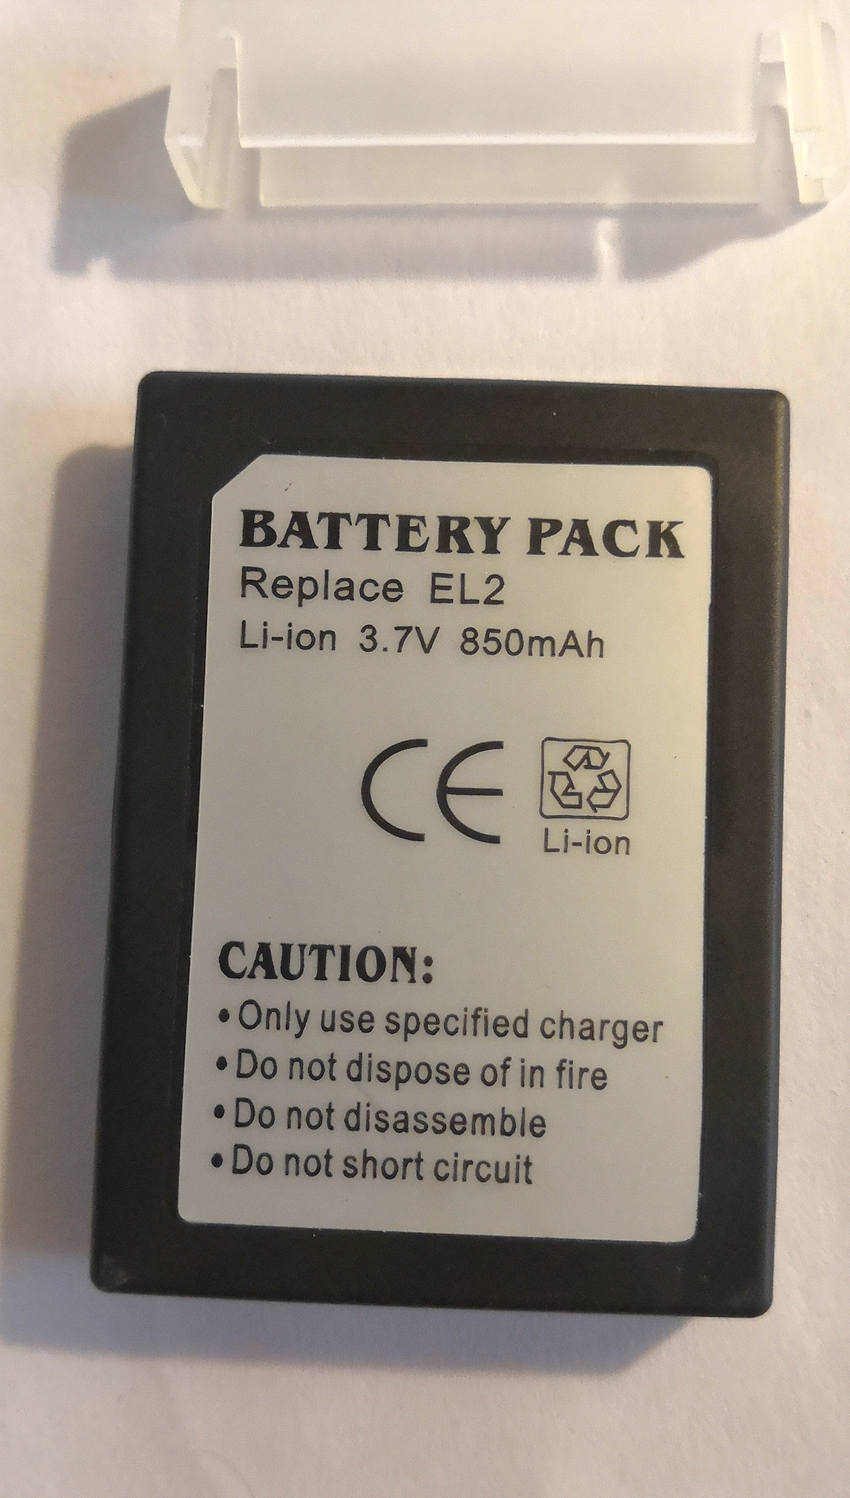 BATTERY PACK
Replace EL2
Li-ion 3.7V 850mAh
CE
Li-ion
CAUTION:
•Only use specified charger
•Do not dispose of in fire
•Do not disassemble
•Do not short circuit